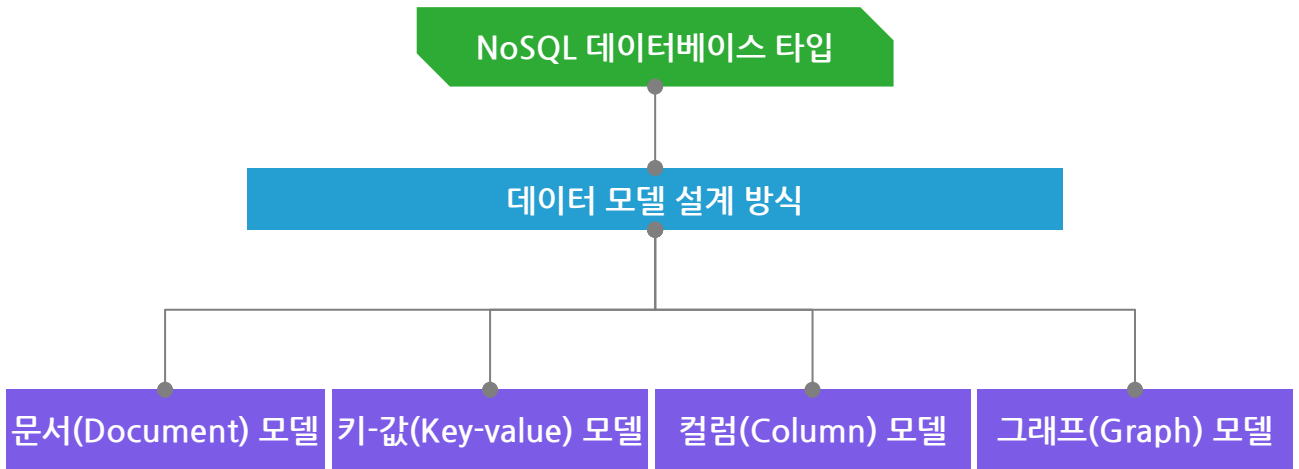 NoSQL 데이터베이스 타입
데이터 모델 설계 방식
문서(Document) 모델
키-값(Key-value) 모델
컬럼(Column) 모델
그래프(Graph) 모델